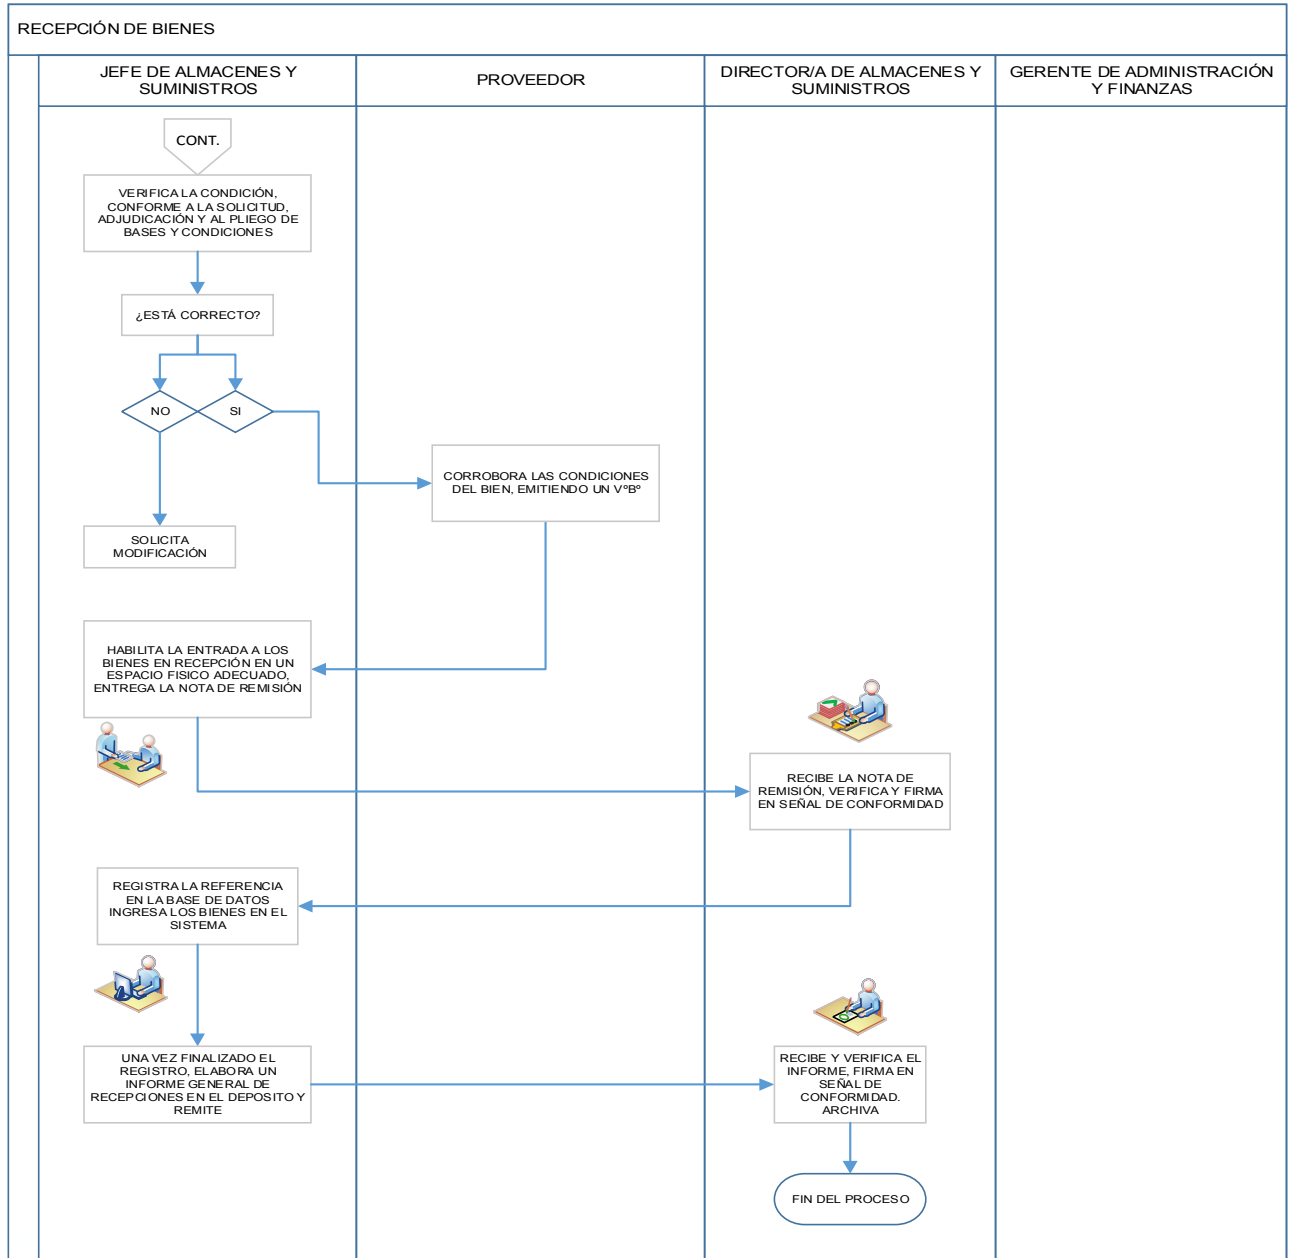 RECEPCIÓN DE BIENES
JEFE DE ALMACENES Y
SUMINISTROS
PROVEEDOR
DIRECTOR/A DE ALMACENES Y
SUMINISTROS
GERENTE DE ADMINISTRACIÓN
Y FINANZAS
CONT.
VERIFICA LA CONDICIÓN,
CONFORME A LA SOLICITUD,
ADJUDICACIÓN Y AL PLIEGO DE
BASES Y CONDICIONES
¿ESTÁ CORRECTO?
NO
SI
CORROBORA LAS CONDICIONES
DEL BIEN, EMITIENDO UN VºBº
SOLICITA
MODIFICACIÓN
HABILITA LA ENTRADA A LOS
BIENES EN RECEPCIÓN EN UN
ESPACIO FISICO ADECUADO,
ENTREGA LA NOTA DE REMISIÓN
RECIBE LA NOTA DE
REMISIÓN, VERIFICA Y FIRMA
EN SEÑAL DE CONFORMIDAD
REGISTRA LA REFERENCIA
EN LA BASE DE DATOS
INGRESA LOS BIENES EN EL
SISTEMA
UNA VEZ FINALIZADO EL
REGISTRO, ELABORA UN
INFORME GENERAL DE
RECEPCIONES EN EL DEPOSITO Y
REMITE
RECIBE Y VERIFICA EL
INFORME, FIRMA EN
SEÑAL DE
CONFORMIDAD.
ARCHIVA
FIN DEL PROCESO